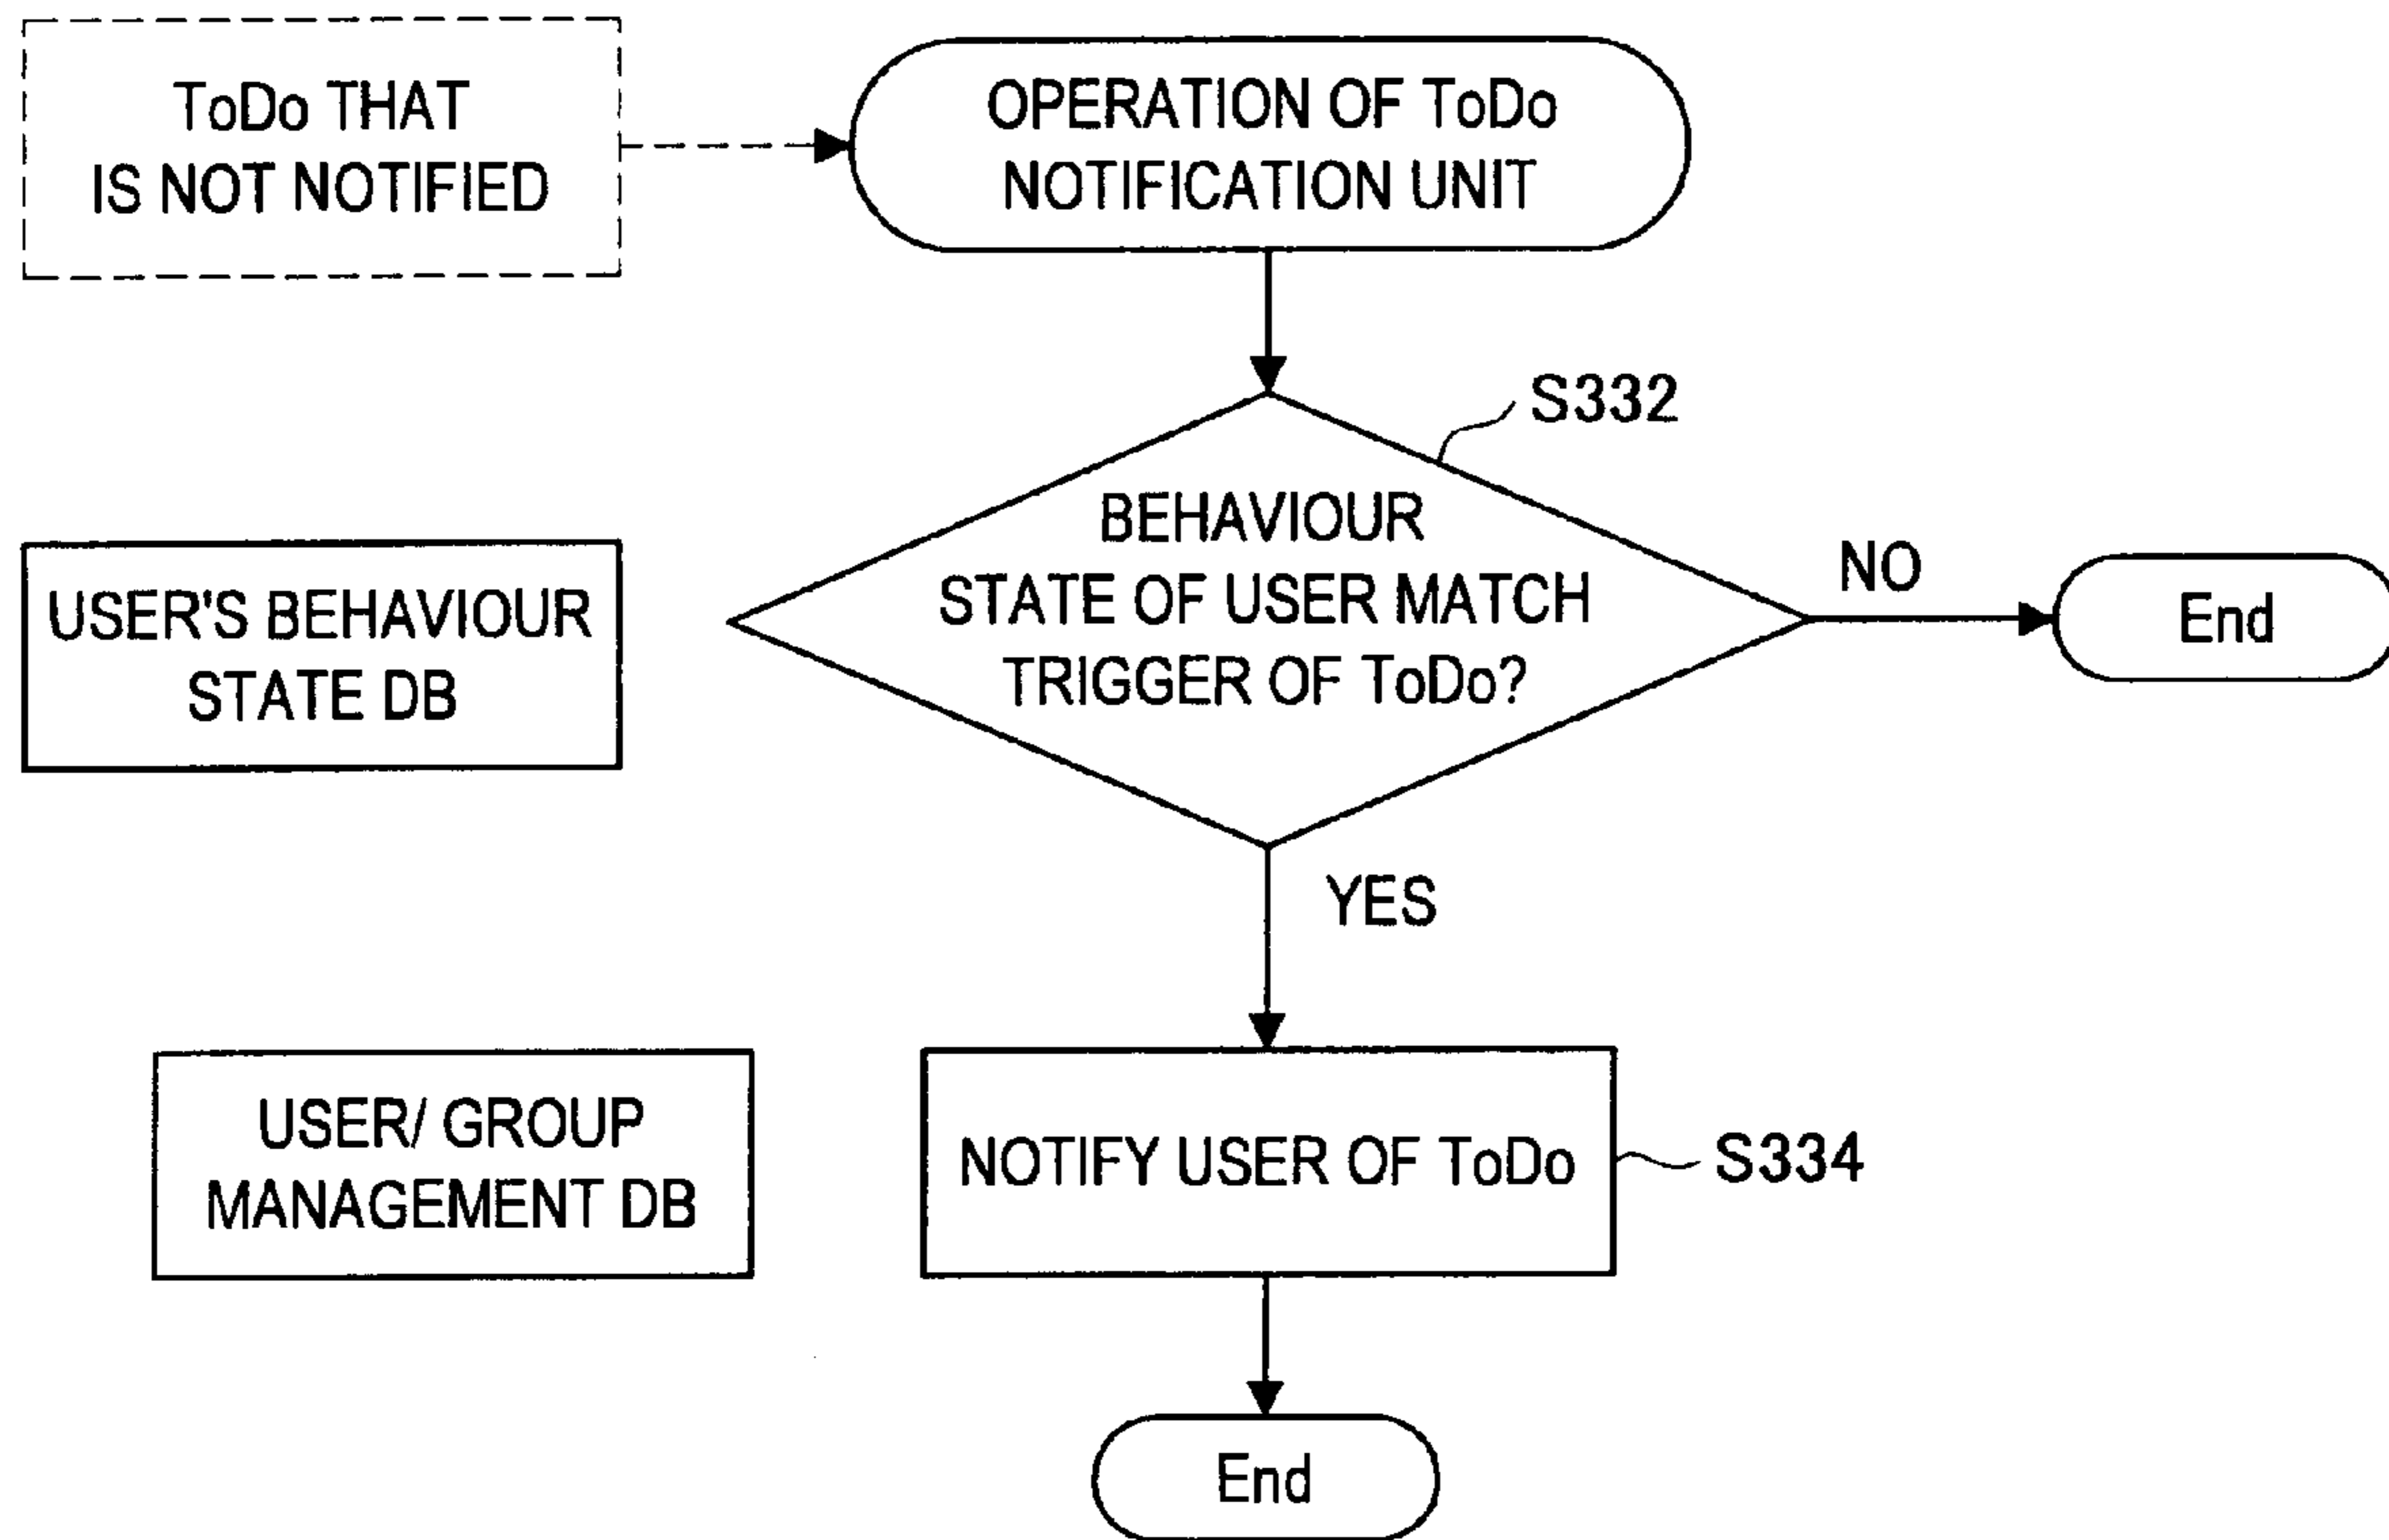 ToDo THAT
IS NOT NOTIFIED
OPERATION OF ToDo
NOTIFICATION UNIT
S332
BEHAVIOUR
STATE OF USER MATCH
TRIGGER OF ToDo?
NO
End
USER'S BEHAVIOUR
STATE DB
YES
USER/ GROUP
MANAGEMENT DB
NOTIFY USER OF ToDo
S334
End